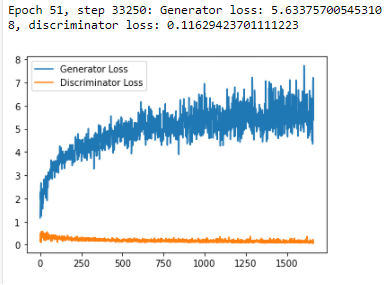 Epoch 51, step 33250: Generator loss: 5.63375700545310
8, discriminator loss: 0.11629423701111223
8
Generator Loss
Discriminator Loss
7
6
5
4
3
2
1
0
0 250 500 750 1000 1250 1500